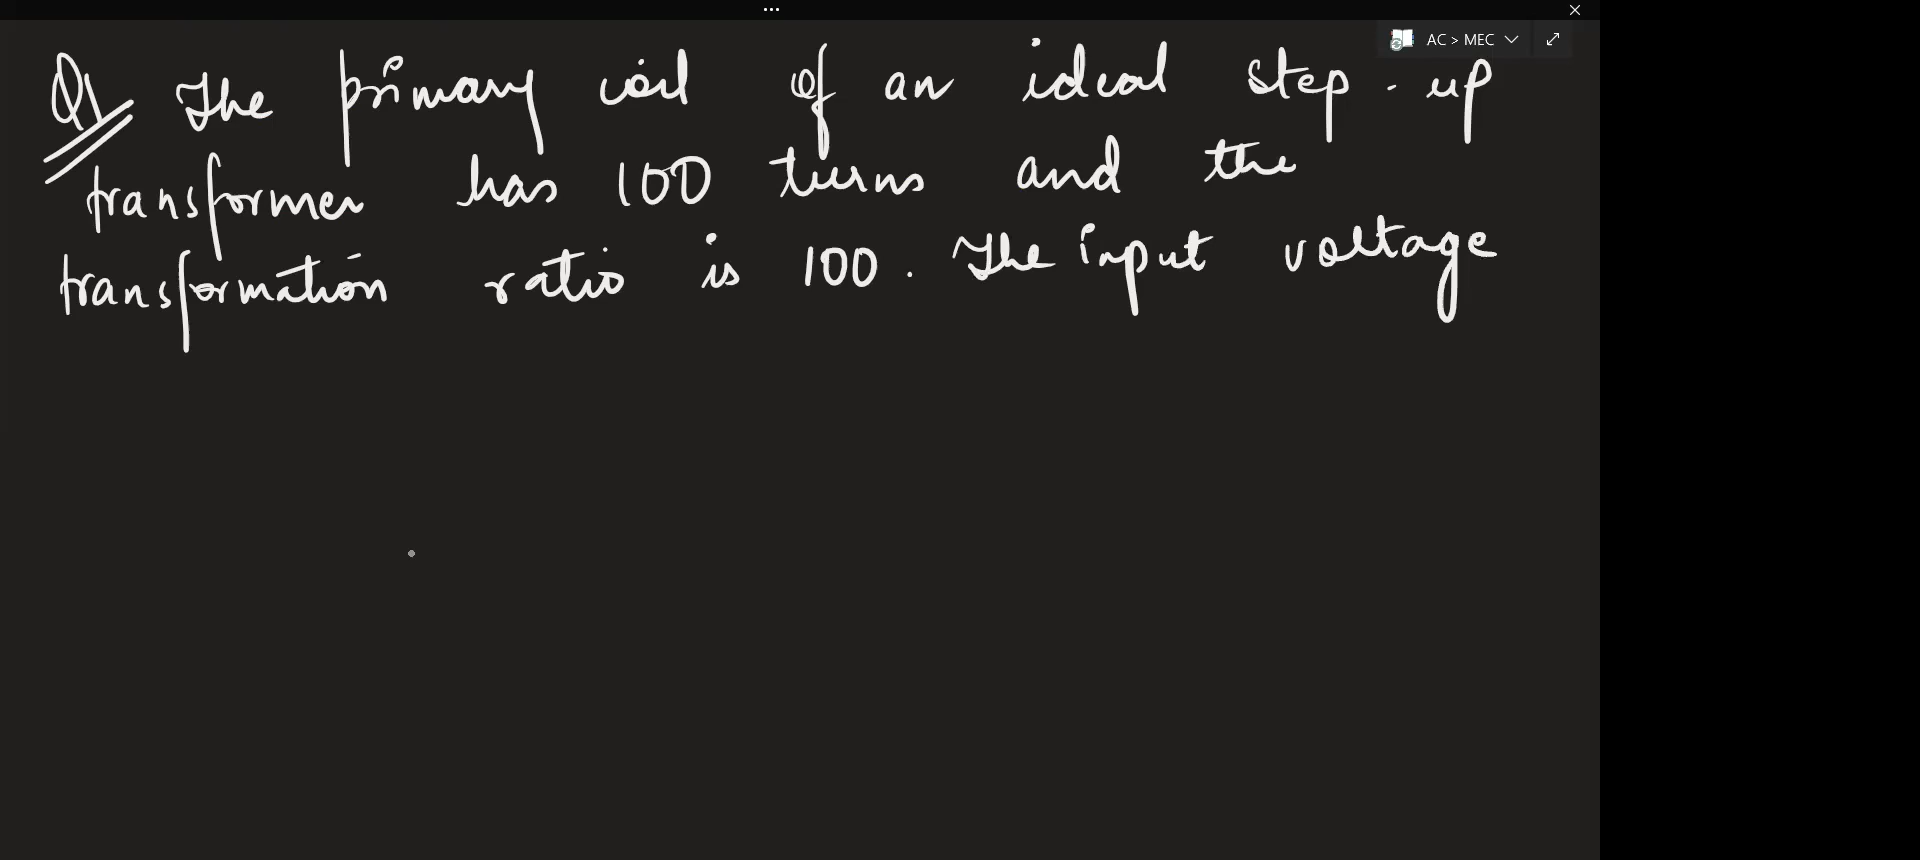 AC > MEC
Q1 The primary coil of an ideal step-up
transformer has 100 turns and the
transformation ratio is 100. The input voltage